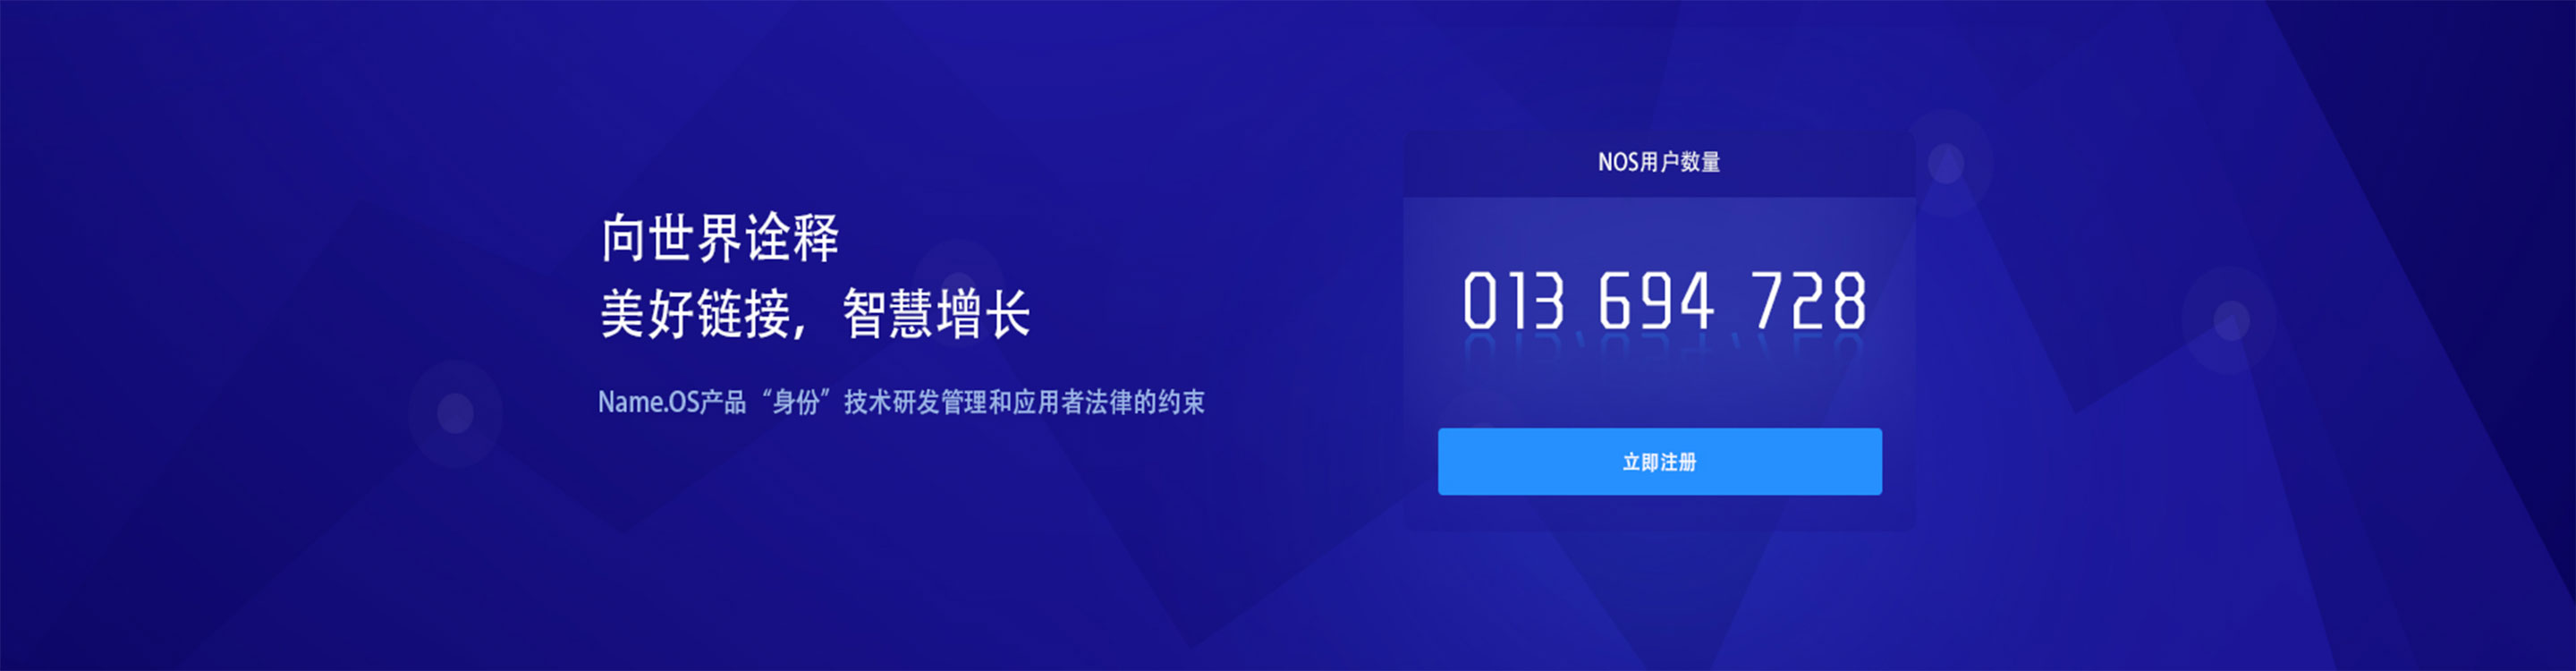 向世界诠释
美好链接，智慧增长
Name.OS产品“身份”技术研发管理和应用者法律的约束
NOS用户数量
013 694 728
立即注册